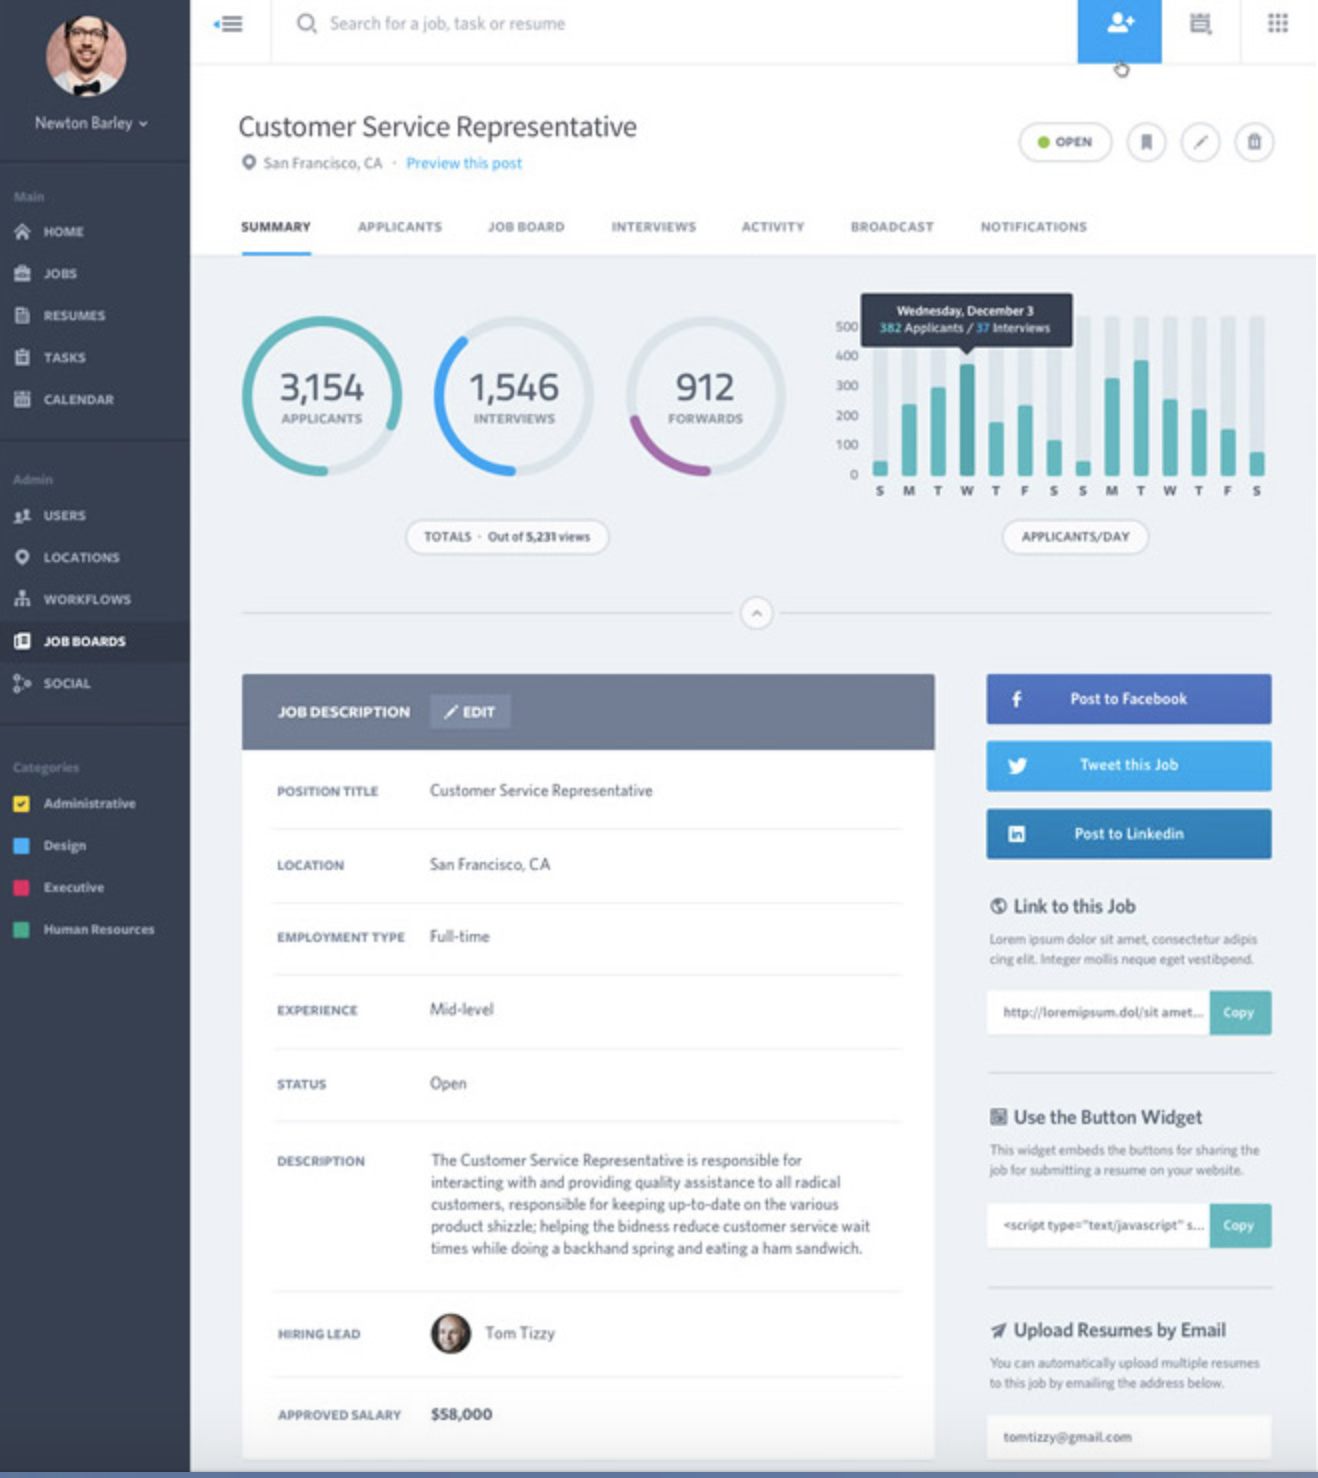 Newton Barley
Main
HOME
JOBS
RESUMES
TASKS
CALENDAR
Admin
USERS
LOCATIONS
WORKFLOWS
JOB BOARDS
SOCIAL
Categories
Administrative
Design
Executive
Human Resources
Search for a job, task or resume
Customer Service Representative
San Francisco, CA · Preview this post
OPEN
SUMMARY APPLICANTS JOB BOARD INTERVIEWS ACTIVITY BROADCAST NOTIFICATIONS
3,154
APPLICANTS
1,546
INTERVIEWS
912
FORWARDS
TOTALS · Out of 5,231 views
Wednesday, December 3
382 Applicants / 37 Interviews
500
400
300
200
100
0
S M T W T F S S M T W T F S
APPLICANTS/DAY
JOB DESCRIPTION EDIT
POSITION TITLE Customer Service Representative
LOCATION San Francisco, CA
EMPLOYMENT TYPE Full-time
EXPERIENCE Mid-level
STATUS Open
DESCRIPTION The Customer Service Representative is responsible for
interacting with and providing quality assistance to all radical
customers, responsible for keeping up-to-date on the various
product shizzle; helping the bidness reduce customer service wait
times while doing a backhand spring and eating a ham sandwich.
HIRING LEAD Tom Tizzy
APPROVED SALARY $58,000
Post to Facebook
Tweet this Job
Post to Linkedin
Link to this Job
Lorem ipsum dolor sit amet, consectetur adipis
cing elit. Integer mollis neque eget vestibpend.
http://loremipsum.dol/sit amet... Copy
Use the Button Widget
This widget embeds the buttons for sharing the
job for submitting a resume on your website.
<script type="text/javascript" s... Copy
Upload Resumes by Email
You can automatically upload multiple resumes
to this job by emailing the address below.
tomtizzy@gmail.com